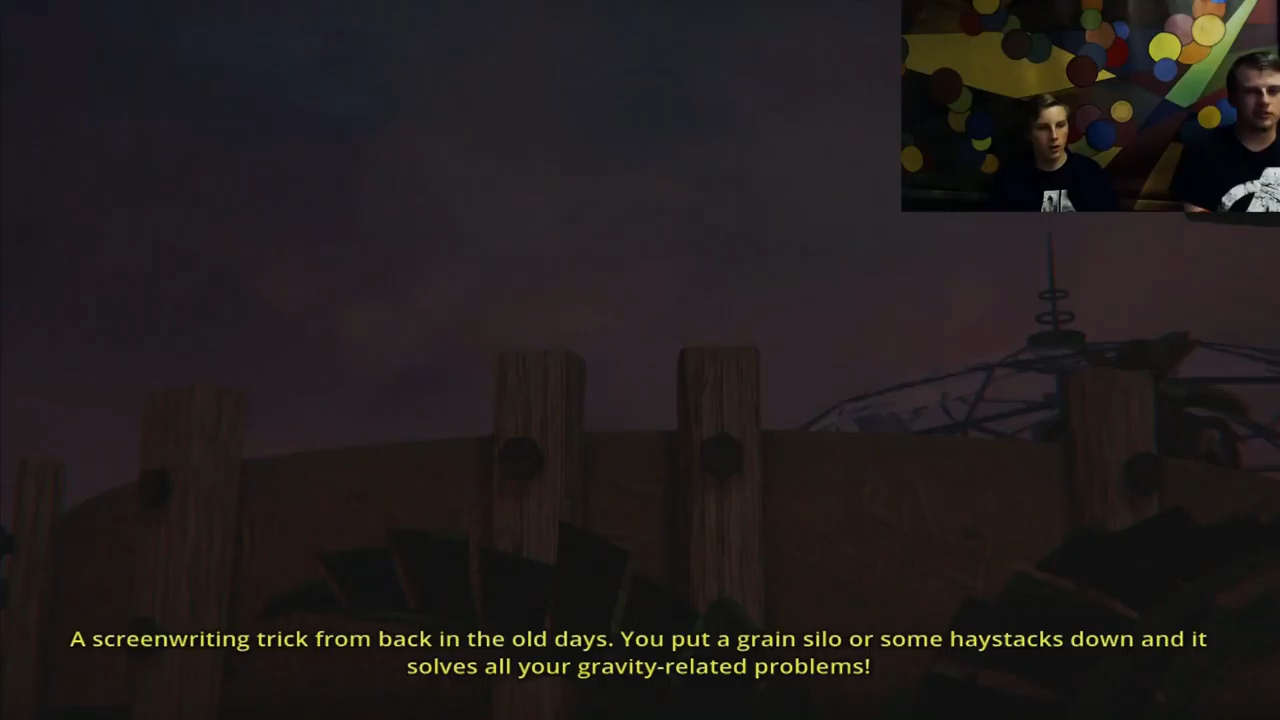 A screenwriting trick from back in the old days. You put a grain silo or some haystacks down and it
solves all your gravity-related problems!